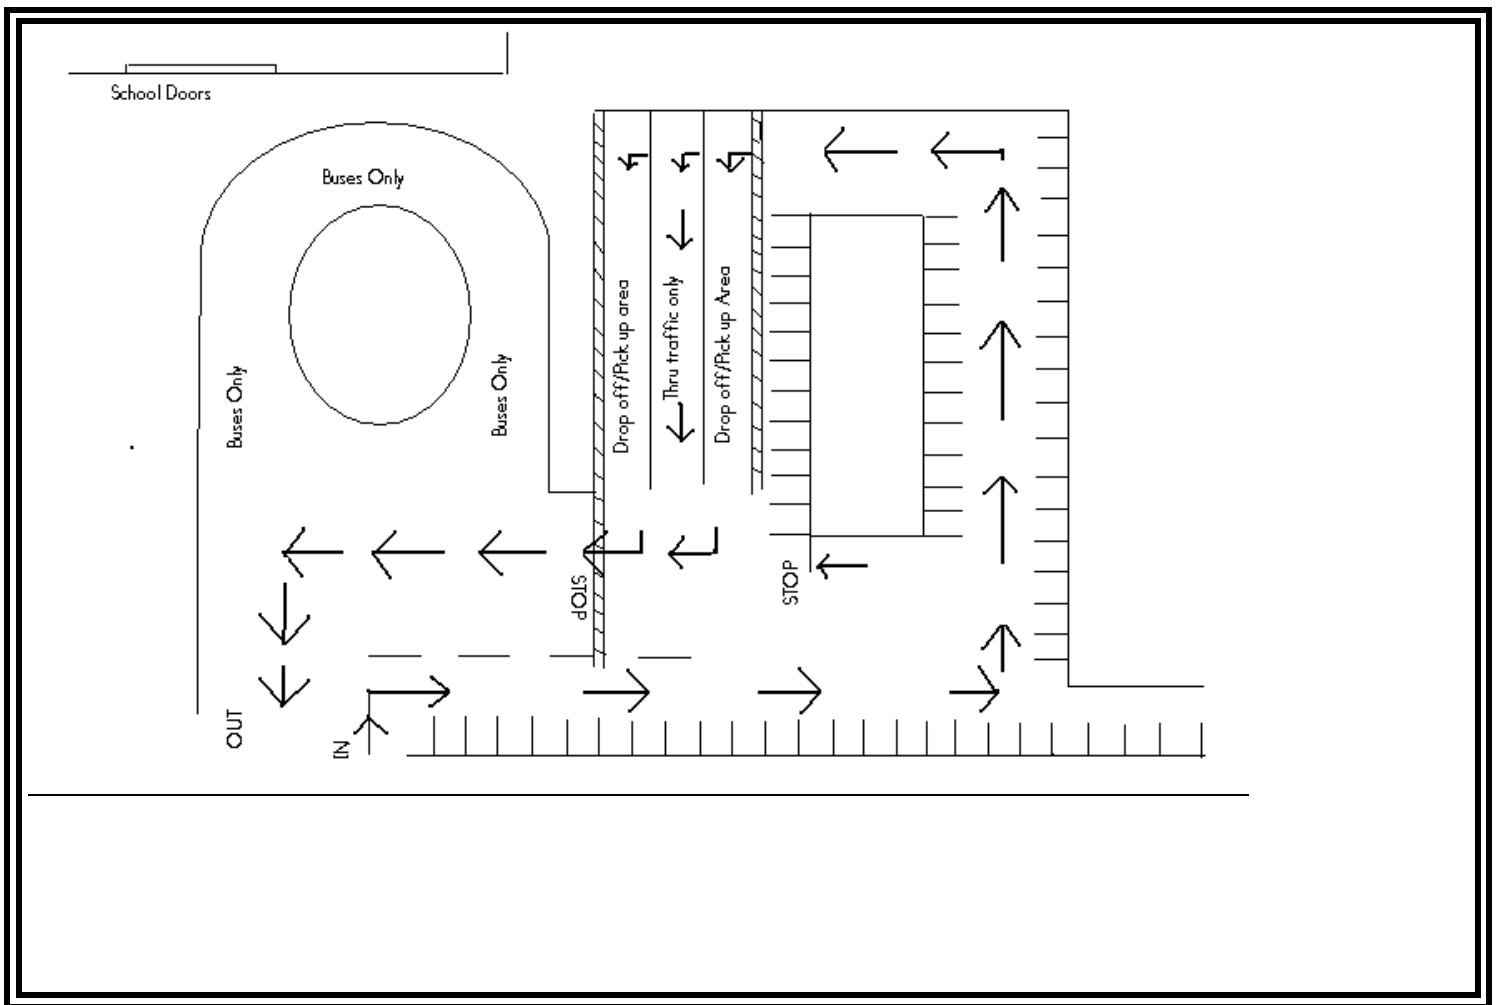 School Doors
Buses Only
Buses Only
Buses Only
Drop off/Pick up area
Thru traffic only
Drop off/Pick up Area
STOP
STOP
OUT
IN